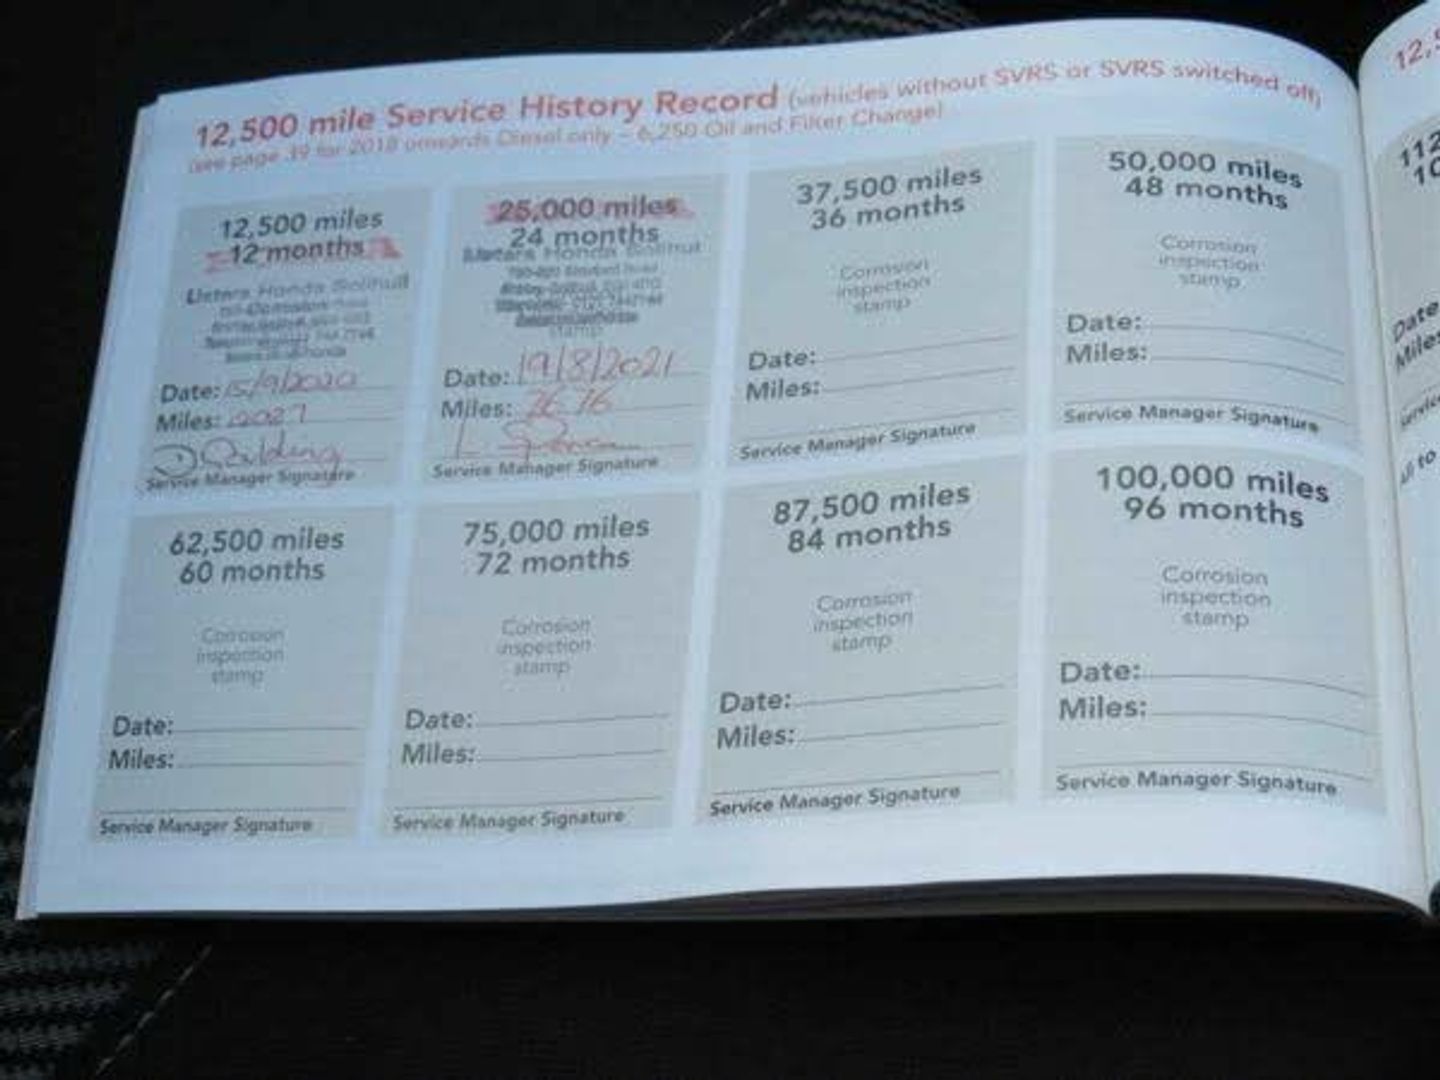 12,500 mile Service History Record (vehicles without SVRS or SVRS switched off)
(see page 39 for 2018 onwards Diesel only – 6,250 Oil and Filter Change)
12,500 miles
12 months
Listers Honda Solihull
Date: 15/9/2020
Miles:
Service Manager Signature
25,000 miles
24 months
Listers Honda Solihull
stamp
Date: 19/8/2021
Miles:
Service Manager Signature
37,500 miles
36 months
Corrosion
inspection
stamp
Date:
Miles:
Service Manager Signature
50,000 miles
48 months
Corrosion
inspection
stamp
Date:
Miles:
Service Manager Signature
62,500 miles
60 months
Corrosion
inspection
stamp
Date:
Miles:
Service Manager Signature
75,000 miles
72 months
Corrosion
inspection
stamp
Date:
Miles:
Service Manager Signature
87,500 miles
84 months
Corrosion
inspection
stamp
Date:
Miles:
Service Manager Signature
100,000 miles
96 months
Corrosion
inspection
stamp
Date:
Miles:
Service Manager Signature
Date
Miles